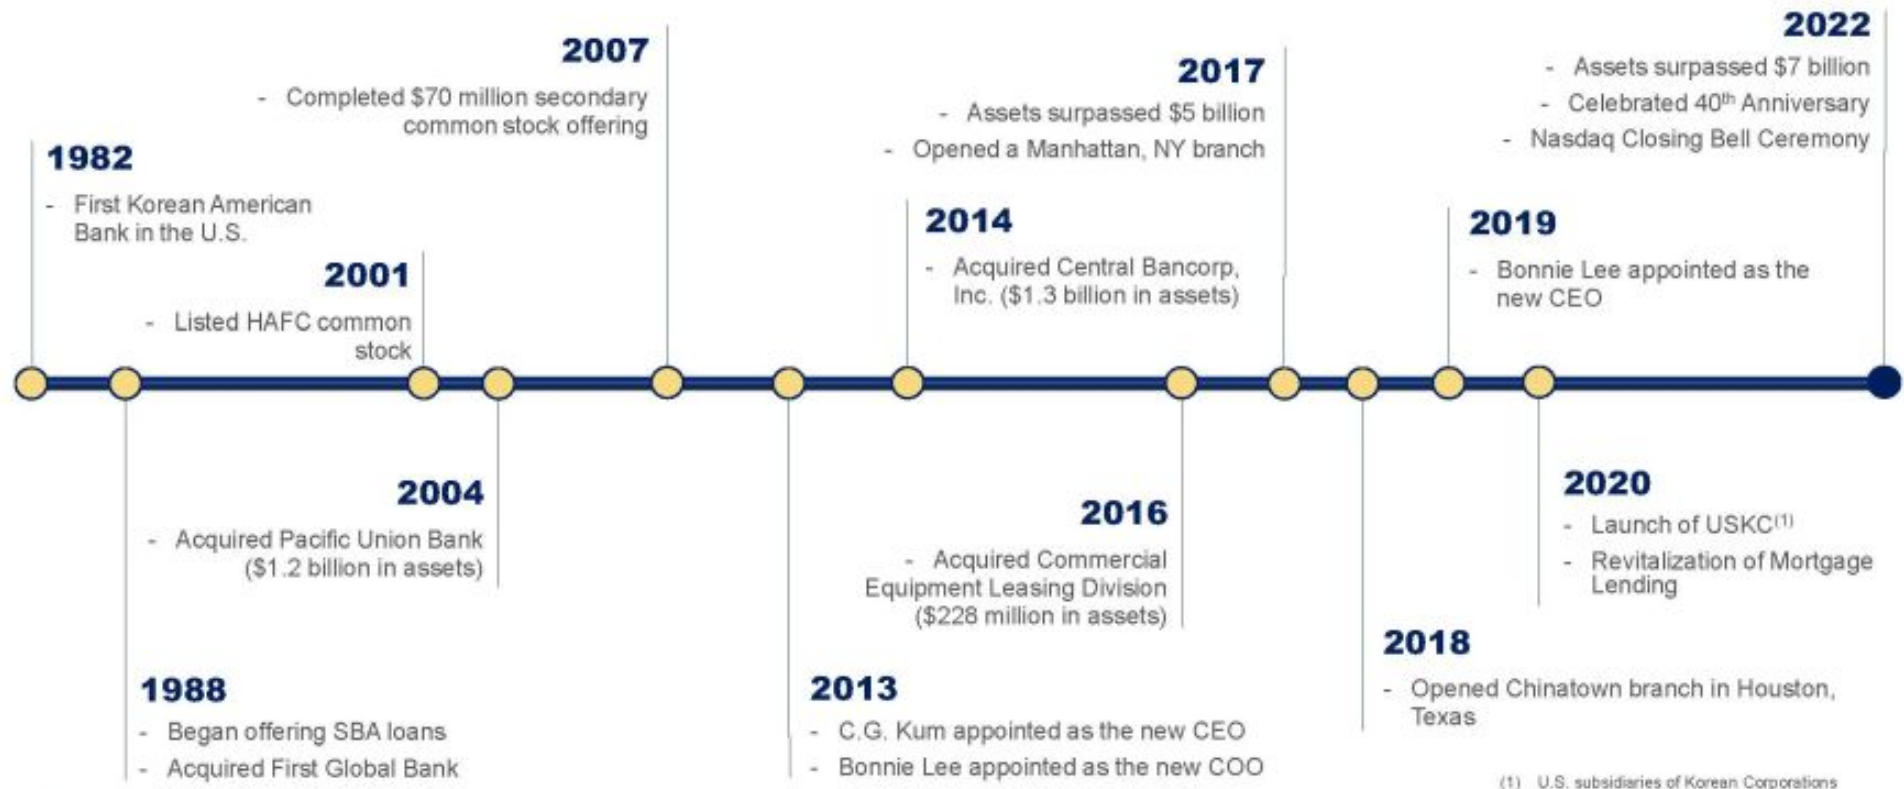 1982
- First Korean American
Bank in the U.S.
1988
- Began offering SBA loans
- Acquired First Global Bank
2001
- Listed HAFC common
stock
2004
- Acquired Pacific Union Bank
($1.2 billion in assets)
2007
- Completed $70 million secondary
common stock offering
2013
- C.G. Kum appointed as the new CEO
- Bonnie Lee appointed as the new COO
2014
- Acquired Central Bancorp,
Inc. ($1.3 billion in assets)
2016
- Acquired Commercial
Equipment Leasing Division
($228 million in assets)
2017
- Assets surpassed $5 billion
- Opened a Manhattan, NY branch
2018
- Opened Chinatown branch in Houston,
Texas
2019
- Bonnie Lee appointed as the
new CEO
2020
- Launch of USKC(1)
- Revitalization of Mortgage
Lending
2022
- Assets surpassed $7 billion
- Celebrated 40th Anniversary
- Nasdaq Closing Bell Ceremony
(1) U.S. subsidiaries of Korean Corporations